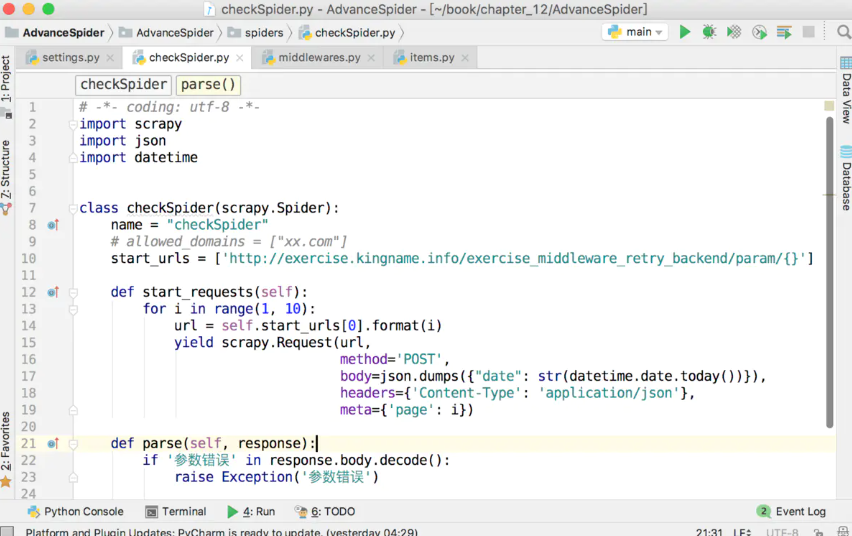 checkSpider.py - AdvanceSpider - [~/book/chapter_12/AdvanceSpider]
AdvanceSpider AdvanceSpider spiders checkSpider.py main
settings.py checkSpider.py middlewares.py items.py
checkSpider parse()
1 # -*- coding: utf-8 -*-
2 import scrapy
3 import json
4 import datetime
5
6
7 class checkSpider(scrapy.Spider):
8 name = "checkSpider"
9 # allowed_domains = ["xx.com"]
10 start_urls = ['http://exercise.kingname.info/exercise_middleware_retry_backend/param/{}']
11
12 def start_requests(self):
13 for i in range(1, 10):
14 url = self.start_urls[0].format(i)
15 yield scrapy.Request(url,
16 method='POST',
17 body=json.dumps({"date": str(datetime.date.today())}),
18 headers={'Content-Type': 'application/json'},
19 meta={'page': i})
20
21 def parse(self, response):
22 if '参数错误' in response.body.decode():
23 raise Exception('参数错误')
24
1: Project
7: Structure
2: Favorites
Data View
Database
Python Console Terminal 4: Run 6: TODO 2 Event Log
Platform and Plugin Updates: PyCharm is ready to update. (yesterday 04:29) 21:31 LF UTF-8